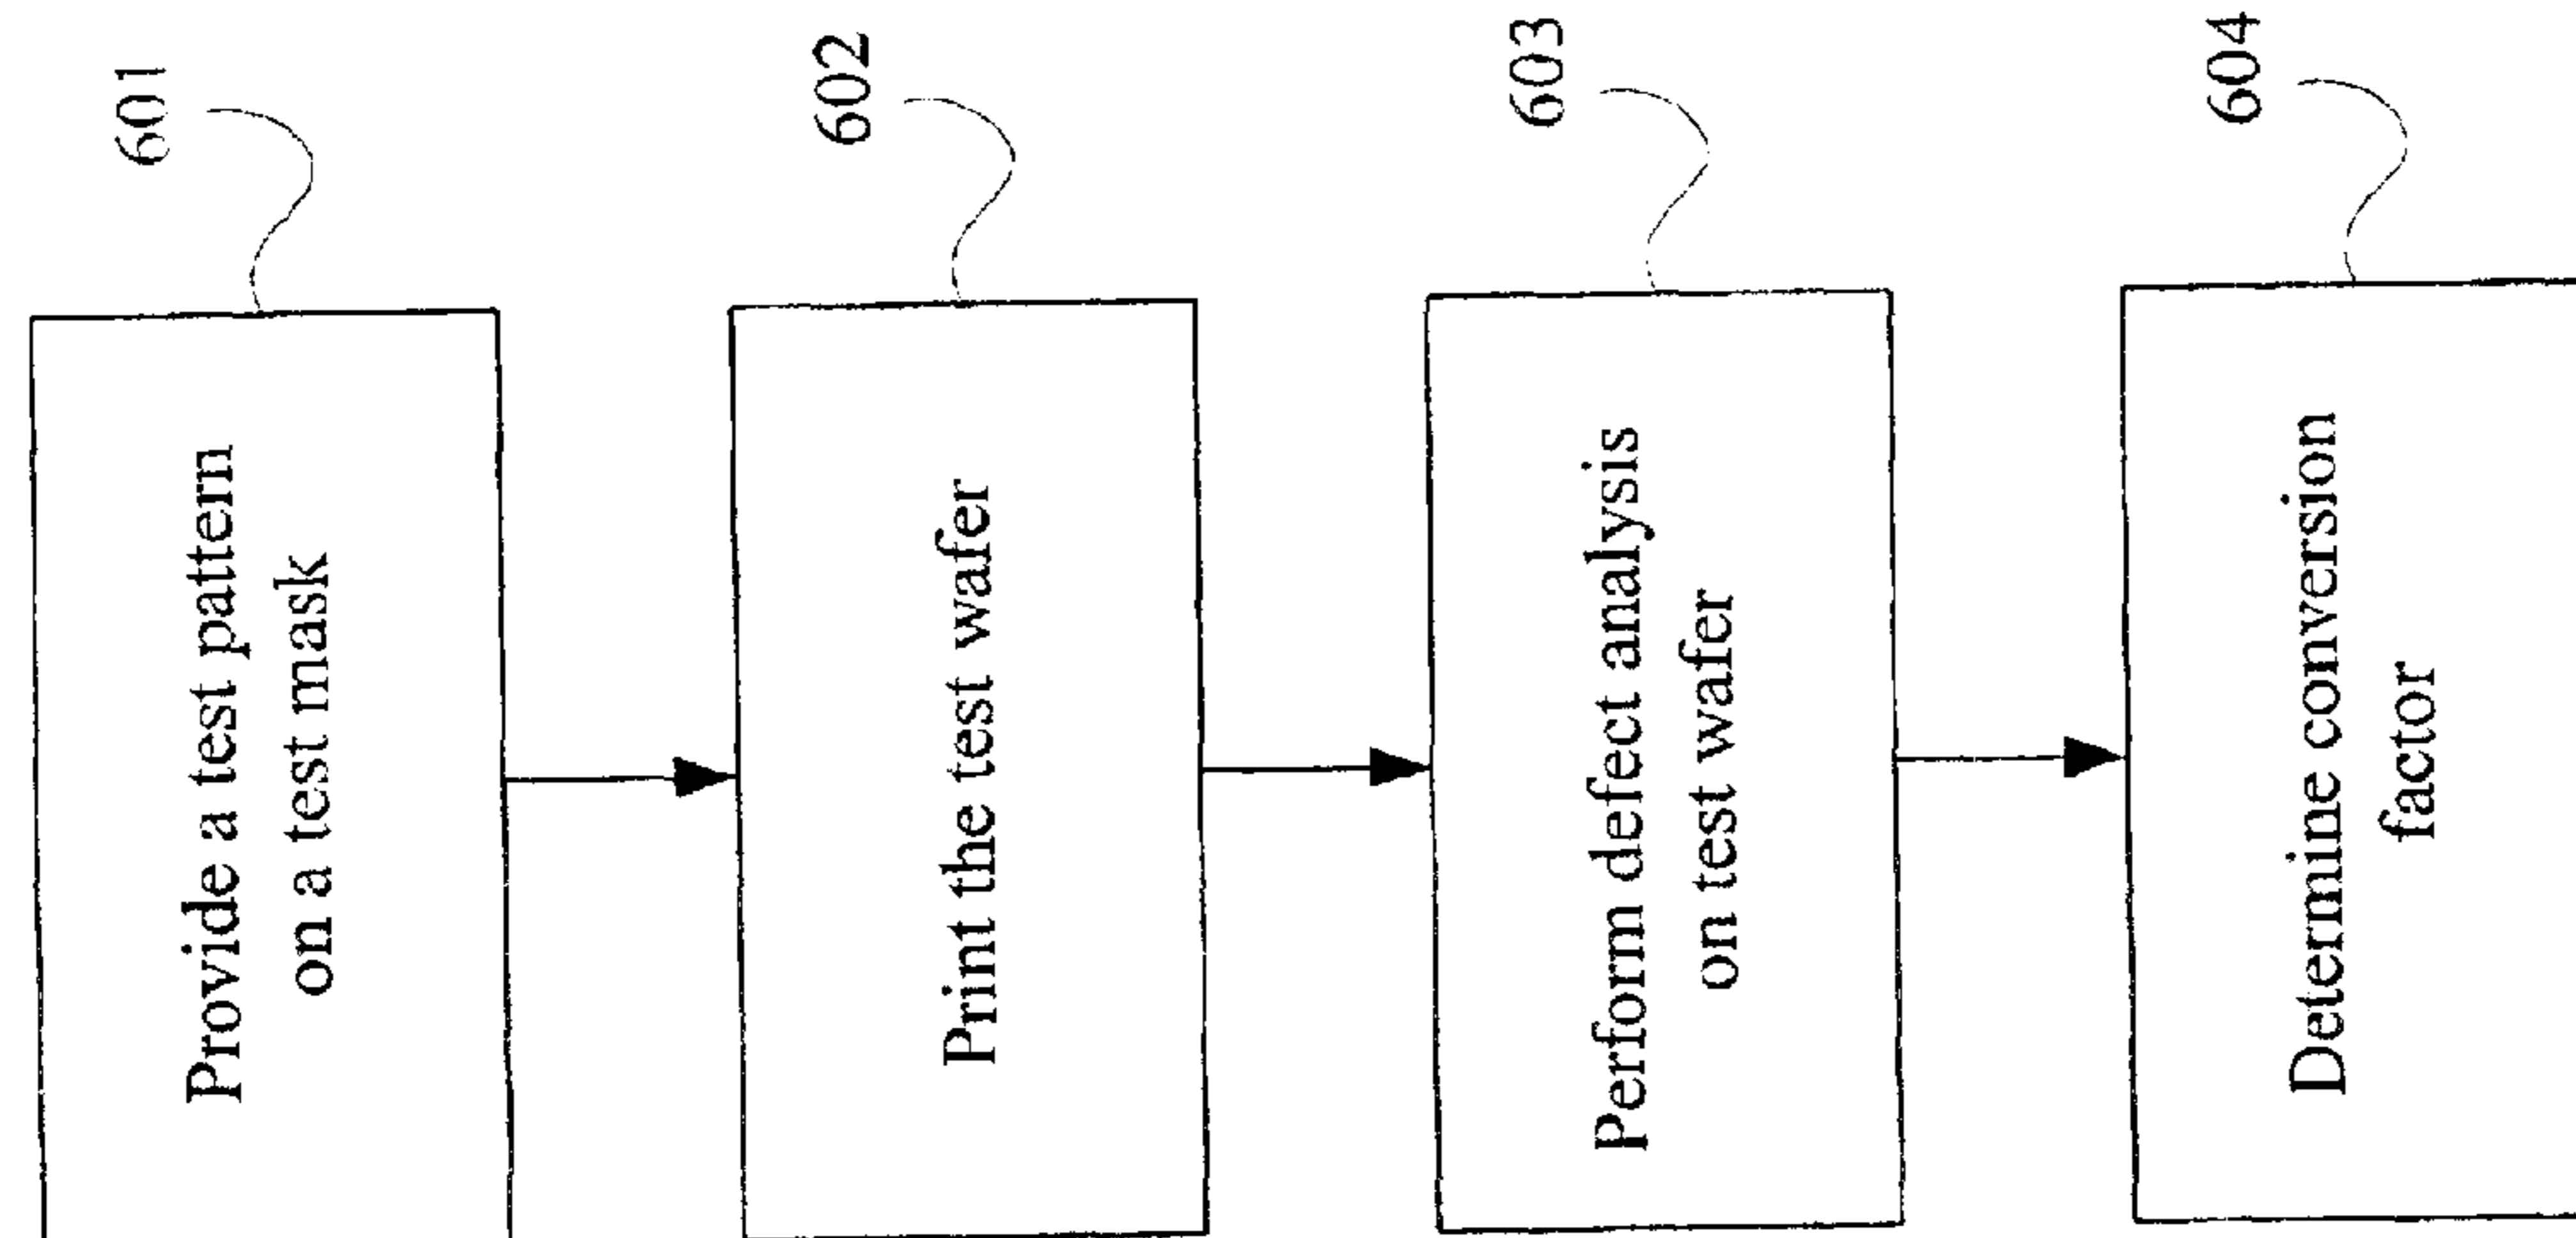 601
Provide a test pattern
on a test mask
602
Print the test wafer
603
Perform defect analysis
on test wafer
604
Determine conversion
factor